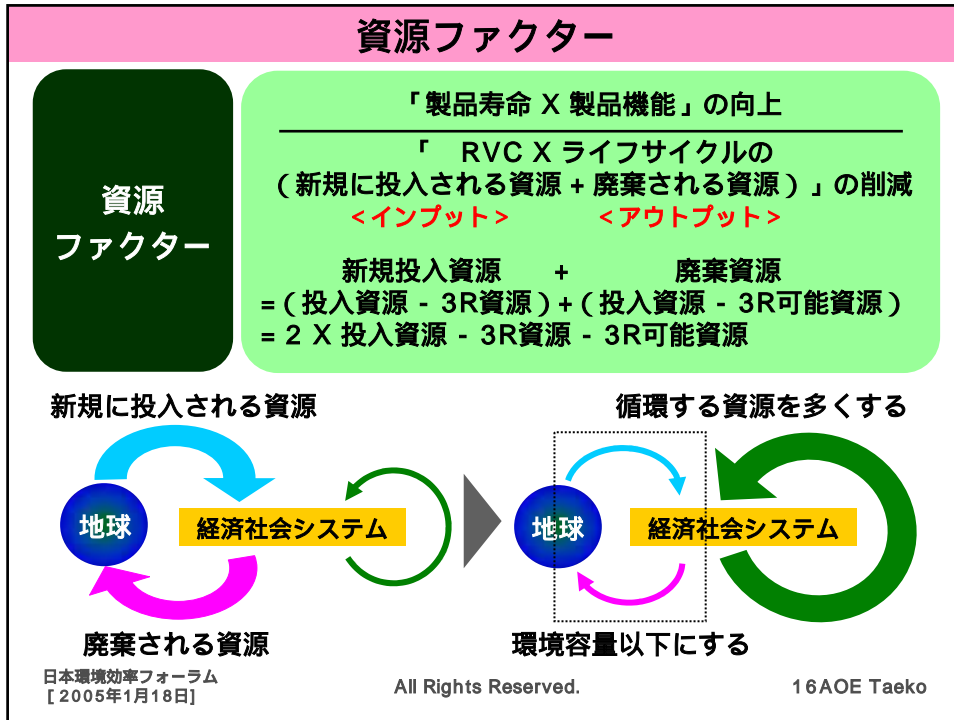 資源ファクター
資源
ファクター
「製品寿命 X 製品機能」の向上
「 RVC X ライフサイクルの
(新規に投入される資源 + 廃棄される資源)」の削減
<インプット> <アウトプット>
新規投入資源 + 廃棄資源
=(投入資源 - 3R資源)+(投入資源 - 3R可能資源)
= 2 X 投入資源 - 3R資源 - 3R可能資源
新規に投入される資源
循環する資源を多くする
地球
経済社会システム
地球
経済社会システム
廃棄される資源
環境容量以下にする
日本環境効率フォーラム
[ 2005年1月18日]
All Rights Reserved.
16AOE Taeko